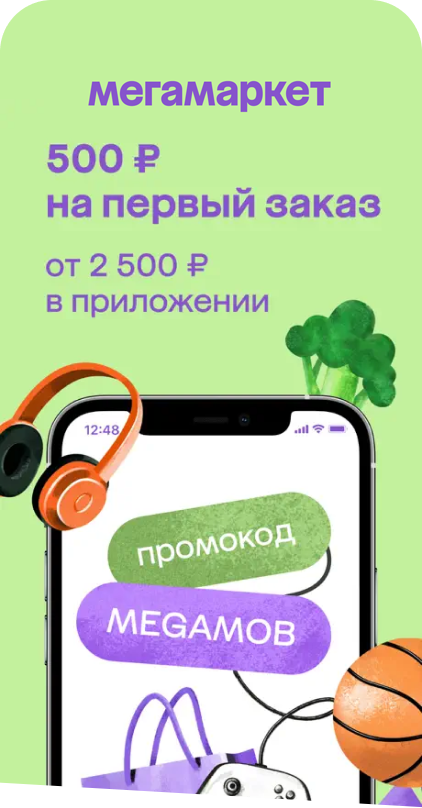 мегамаркет
500 ₽
на первый заказ
от 2 500 ₽
в приложении
12:48
промокод
MEGAMOB